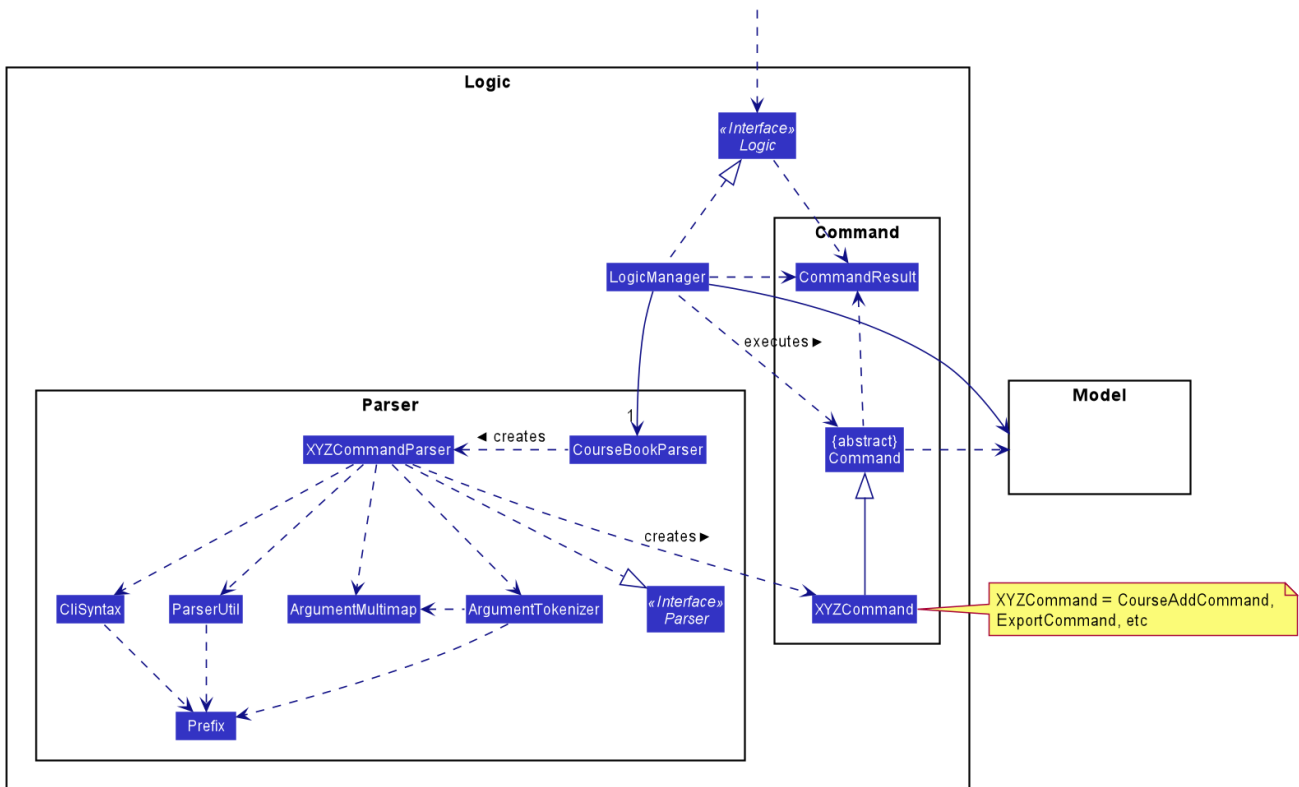 Logic
«Interface»
Logic
Command
LogicManager
CommandResult
executes ►
Model
Parser
1
{abstract}
Command
XYZCommandParser
◄ creates
CourseBookParser
creates ►
CliSyntax
ParserUtil
ArgumentMultimap
ArgumentTokenizer
«Interface»
Parser
XYZCommand
XYZCommand = CourseAddCommand,
ExportCommand, etc
Prefix